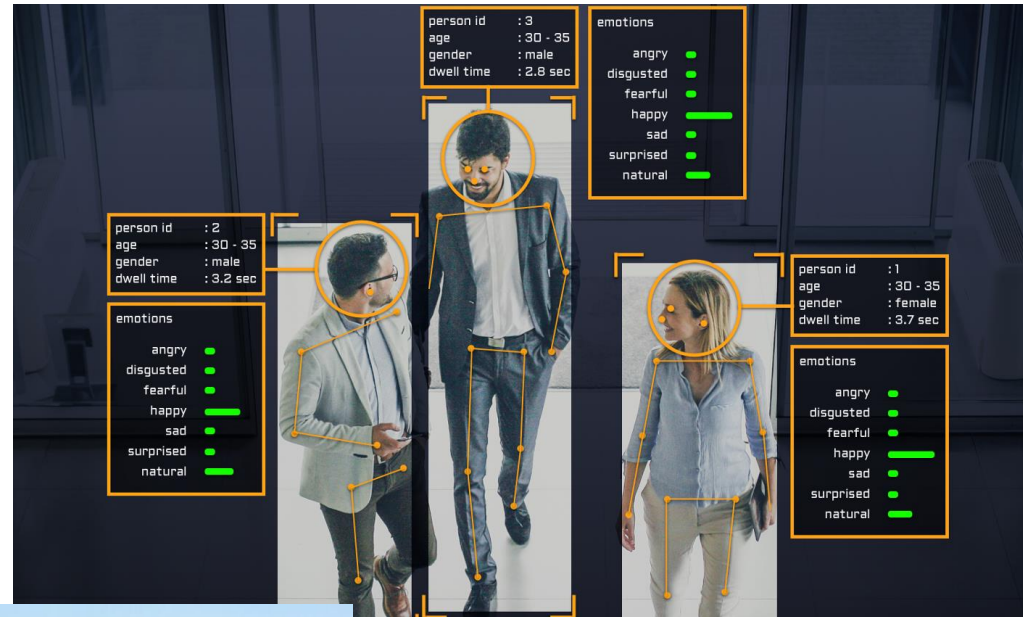 person id : 3
age : 30 - 35
gender : male
dwell time : 2.8 sec
emotions
angry
disgusted
fearful
happy
sad
surprised
natural
person id : 2
age : 30 - 35
gender : male
dwell time : 3.2 sec
emotions
angry
disgusted
fearful
happy
sad
surprised
natural
person id : 1
age : 30 - 35
gender : female
dwell time : 3.7 sec
emotions
angry
disgusted
fearful
happy
sad
surprised
natural